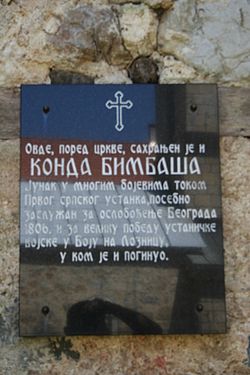 Овде, поред цркве, сахрањен је и
КОНДА БИМБАША
Јунак у многим бојевима током
Првог српског устанка, посебно
заслужан за ослобођење Београда
1806. и за велику победу устаничке
војске у Боју на Лозници,
у ком је и погинуо.